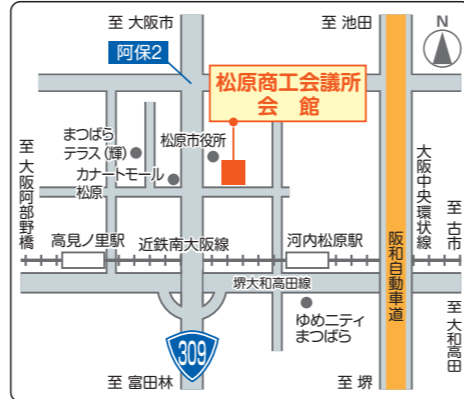 至 大阪市
至 池田
N
阿保2
松原商工会議所
会館
まつばら
テラス（輝）
松原市役所
カナートモール
松原
至 大阪阿部野橋
大阪中央環状線
至 古市
高見ノ里駅
近鉄南大阪線
河内松原駅
阪和自動車道
堺大和高田線
ゆめニティ
まつばら
至 大和高田
309
至 富田林
至 堺